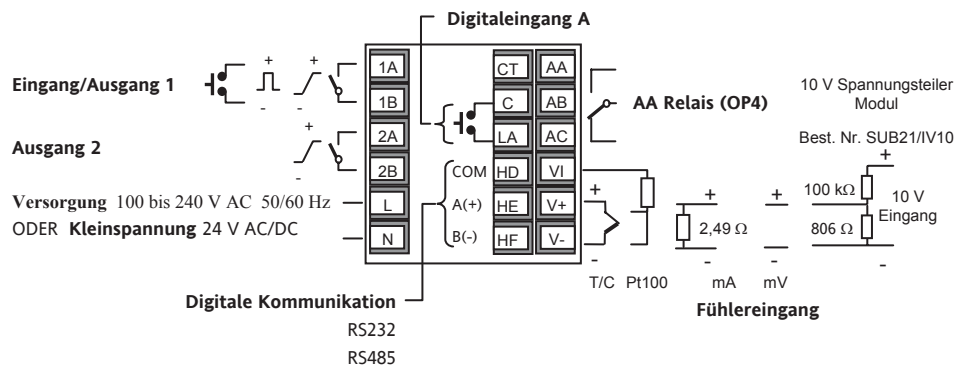 Digitaleingang A
Eingang/Ausgang 1
+
-
+
-
1A
1B
CT
AA
C
AB
LA
AC
AA Relais (OP4)
10 V Spannungsteiler
Modul
Best. Nr. SUB21/IV10
Ausgang 2
+
-
2A
2B
COM
HD
VI
Versorgung 100 bis 240 V AC 50/60 Hz
ODER Kleinspannung 24 V AC/DC
L
N
A(+)
HE
V+
B(-)
HF
V-
+
-
T/C
Pt100
+
2,49 Ω
-
mA
+
-
mV
+
100 kΩ
806 Ω
10 V
Eingang
-
Fühlereingang
Digitale Kommunikation
RS232
RS485